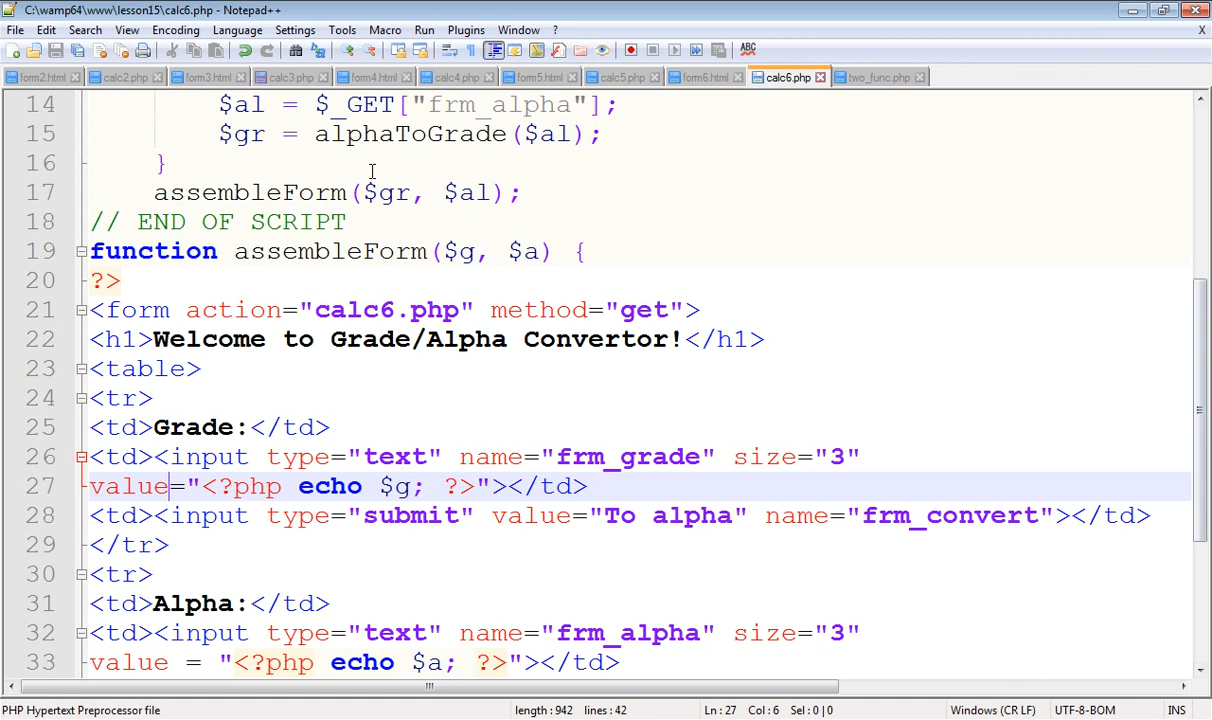 C:\wamp64\www\lesson15\calc6.php - Notepad++
File Edit Search View Encoding Language Settings Tools Macro Run Plugins Window ? X
form2.html calc2.php form3.html calc3.php form4.html calc4.php form5.html calc5.php form6.html calc6.php two_func.php
14 $al = $_GET["frm_alpha"];
15 $gr = alphaToGrade($al);
16 }
17 assembleForm($gr, $al);
18 // END OF SCRIPT
19 function assembleForm($g, $a) {
20 ?>
21 <form action="calc6.php" method="get">
22 <h1>Welcome to Grade/Alpha Convertor!</h1>
23 <table>
24 <tr>
25 <td>Grade:</td>
26 <td><input type="text" name="frm_grade" size="3"
27 value="<?php echo $g; ?>"></td>
28 <td><input type="submit" value="To alpha" name="frm_convert"></td>
29 </tr>
30 <tr>
31 <td>Alpha:</td>
32 <td><input type="text" name="frm_alpha" size="3"
33 value = "<?php echo $a; ?>"></td>
PHP Hypertext Preprocessor file length : 942 lines : 42 Ln : 27 Col : 6 Sel : 0 | 0 Windows (CR LF) UTF-8-BOM INS